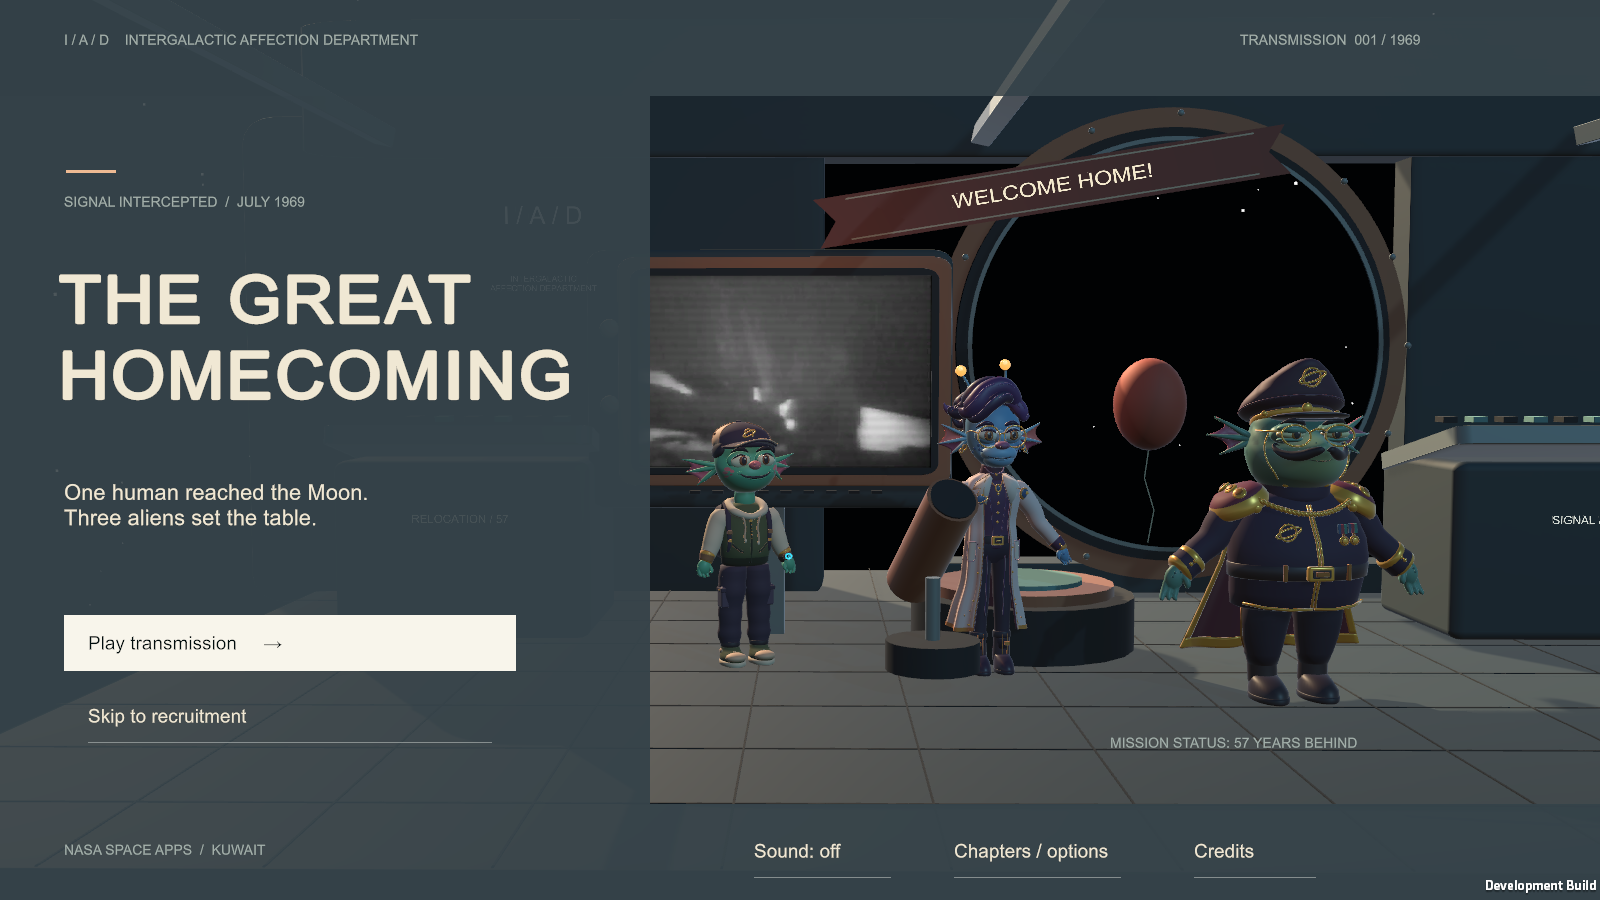 I / A / D INTERGALACTIC AFFECTION DEPARTMENT
TRANSMISSION 001 / 1969
SIGNAL INTERCEPTED / JULY 1969
I / A / D
THE GREAT
HOMECOMING
WELCOME HOME!
One human reached the Moon.
Three aliens set the table.
RELOCATION / 57
SIGNAL
Play transmission →
Skip to recruitment
MISSION STATUS: 57 YEARS BEHIND
NASA SPACE APPS / KUWAIT
Sound: off
Chapters / options
Credits
Development Build